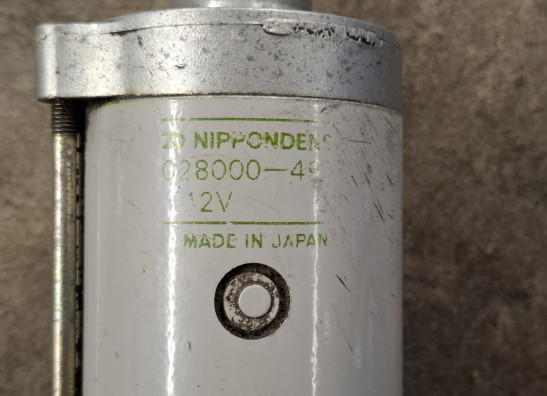 NIPPONDEN
028000-4
12V
MADE IN JAPAN